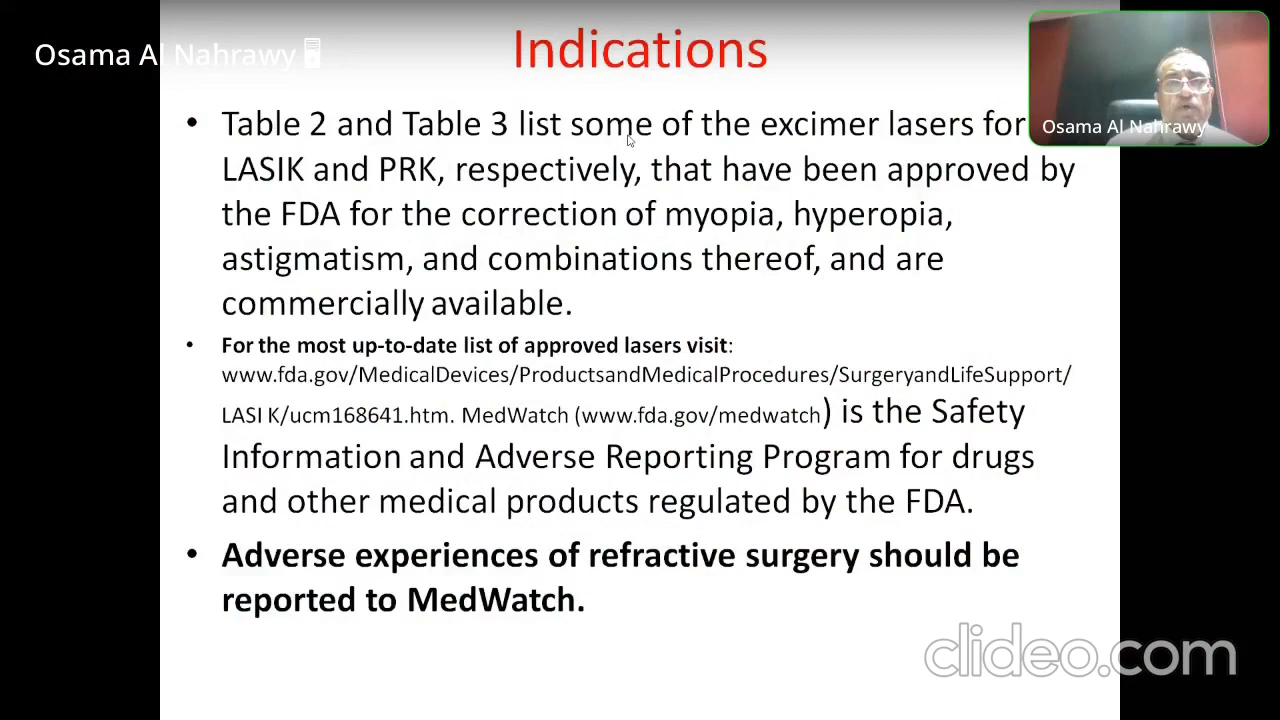 Osama Al Nahrawy
Indications
Osama Al Nahrawy
• Table 2 and Table 3 list some of the excimer lasers for
LASIK and PRK, respectively, that have been approved by
the FDA for the correction of myopia, hyperopia,
astigmatism, and combinations thereof, and are
commercially available.
• For the most up-to-date list of approved lasers visit:
www.fda.gov/MedicalDevices/ProductsandMedicalProcedures/SurgeryandLifeSupport/
LASI K/ucm168641.htm. MedWatch (www.fda.gov/medwatch) is the Safety
Information and Adverse Reporting Program for drugs
and other medical products regulated by the FDA.
• Adverse experiences of refractive surgery should be
reported to MedWatch.
clideo.com